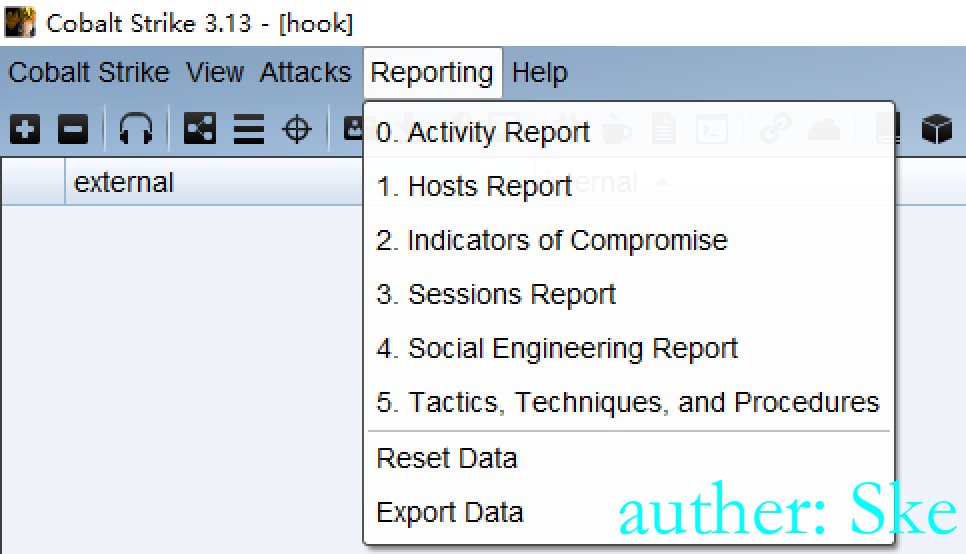 Cobalt Strike 3.13 - [hook]
Cobalt Strike View Attacks Reporting Help
0. Activity Report
external
1. Hosts Report
2. Indicators of Compromise
3. Sessions Report
4. Social Engineering Report
5. Tactics, Techniques, and Procedures
Reset Data
Export Data
auther: Ske